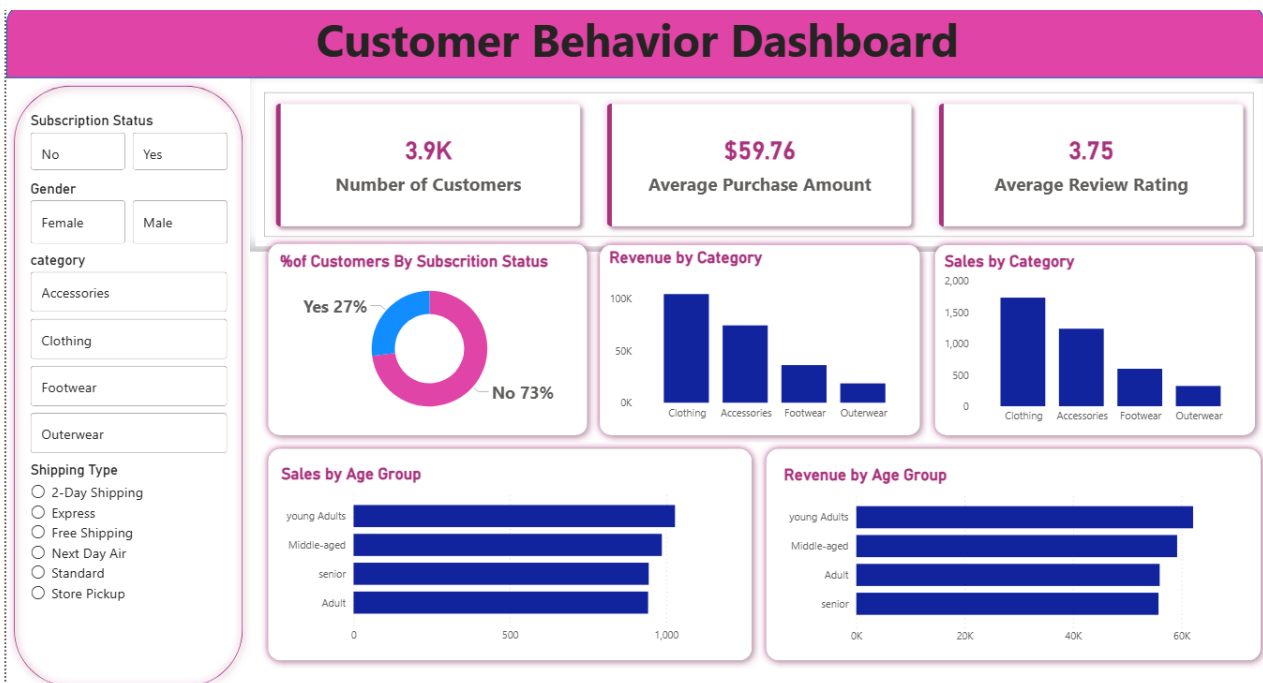 Customer Behavior Dashboard
Subscription Status
No
Yes
Gender
Female
Male
category
Accessories
Clothing
Footwear
Outerwear
Shipping Type
2-Day Shipping
Express
Free Shipping
Next Day Air
Standard
Store Pickup
3.9K
Number of Customers
$59.76
Average Purchase Amount
3.75
Average Review Rating
%of Customers By Subscrition Status
Yes 27%
No 73%
Revenue by Category
100K
50K
0K
Clothing Accessories Footwear Outerwear
Sales by Category
2,000
1,500
1,000
500
0
Clothing Accessories Footwear Outerwear
Sales by Age Group
young Adults
Middle-aged
senior
Adult
0 500 1,000
Revenue by Age Group
young Adults
Middle-aged
Adult
senior
0K 20K 40K 60K